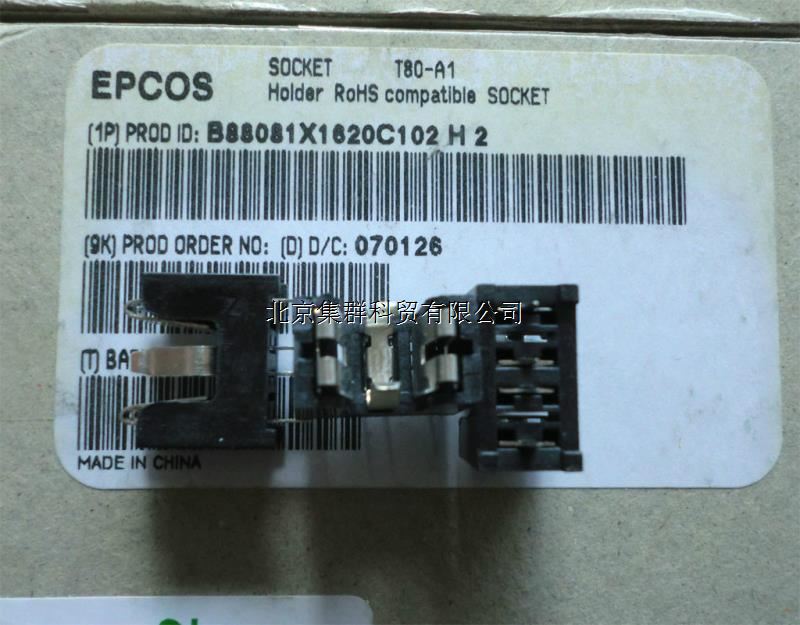 SOCKET T80-A1
EPCOS
Holder RoHS compatible SOCKET
(1P) PROD ID: B88081X1620C102 H 2
(9K) PROD ORDER NO: (D) D/C: 070126
北京集群科贸有限公司
(T)
MADE IN CHINA